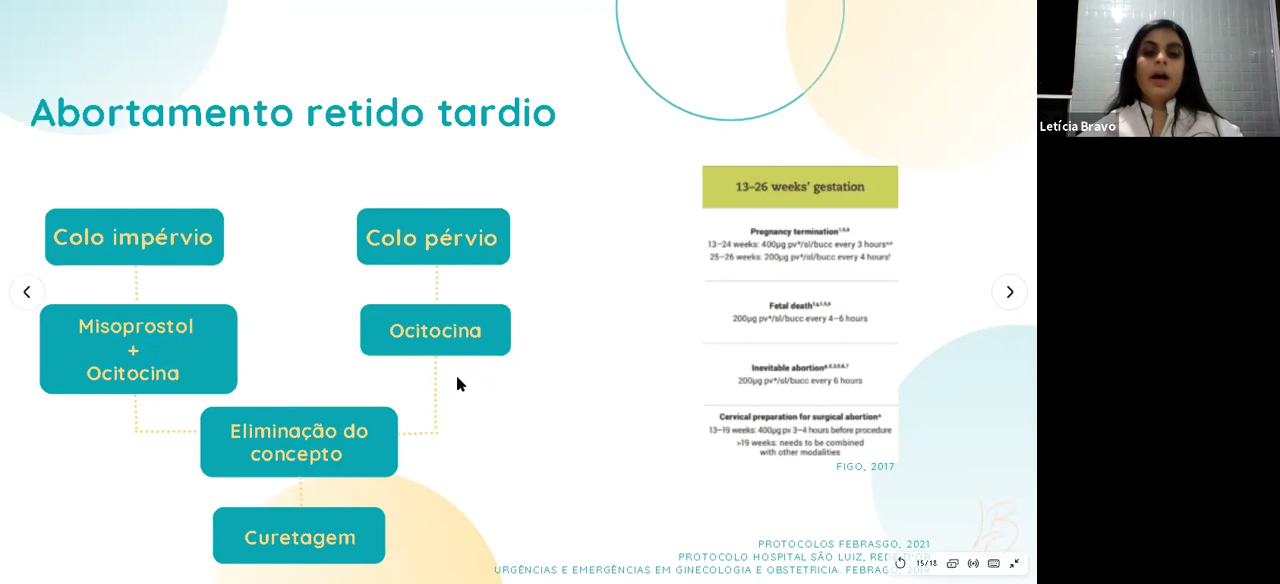 Abortamento retido tardio
Colo impérvio
Misoprostol
+
Ocitocina
Colo pérvio
Ocitocina
Eliminação do
concepto
Curetagem
13–26 weeks' gestation
Pregnancy termination
13–24 weeks: 400µg pv*/sl/bucc every 3 hours
25–26 weeks: 200µg pv*/sl/bucc every 4 hours
Fetal death
200µg pv*/sl/bucc every 4–6 hours
Inevitable abortion
200µg pv*/sl/bucc every 6 hours
Cervical preparation for surgical abortion
13–19 weeks: 400µg pv 3–4 hours before procedure
>19 weeks: needs to be combined
with other modalities
FIGO, 2017
PROTOCOLOS FEBRASGO, 2021
PROTOCOLO HOSPITAL SÃO LUIZ, REDE D'OR
URGÊNCIAS E EMERGÊNCIAS EM GINECOLOGIA E OBSTETRICIA. FEBRAGO, 2019
15/18
Letícia Bravo